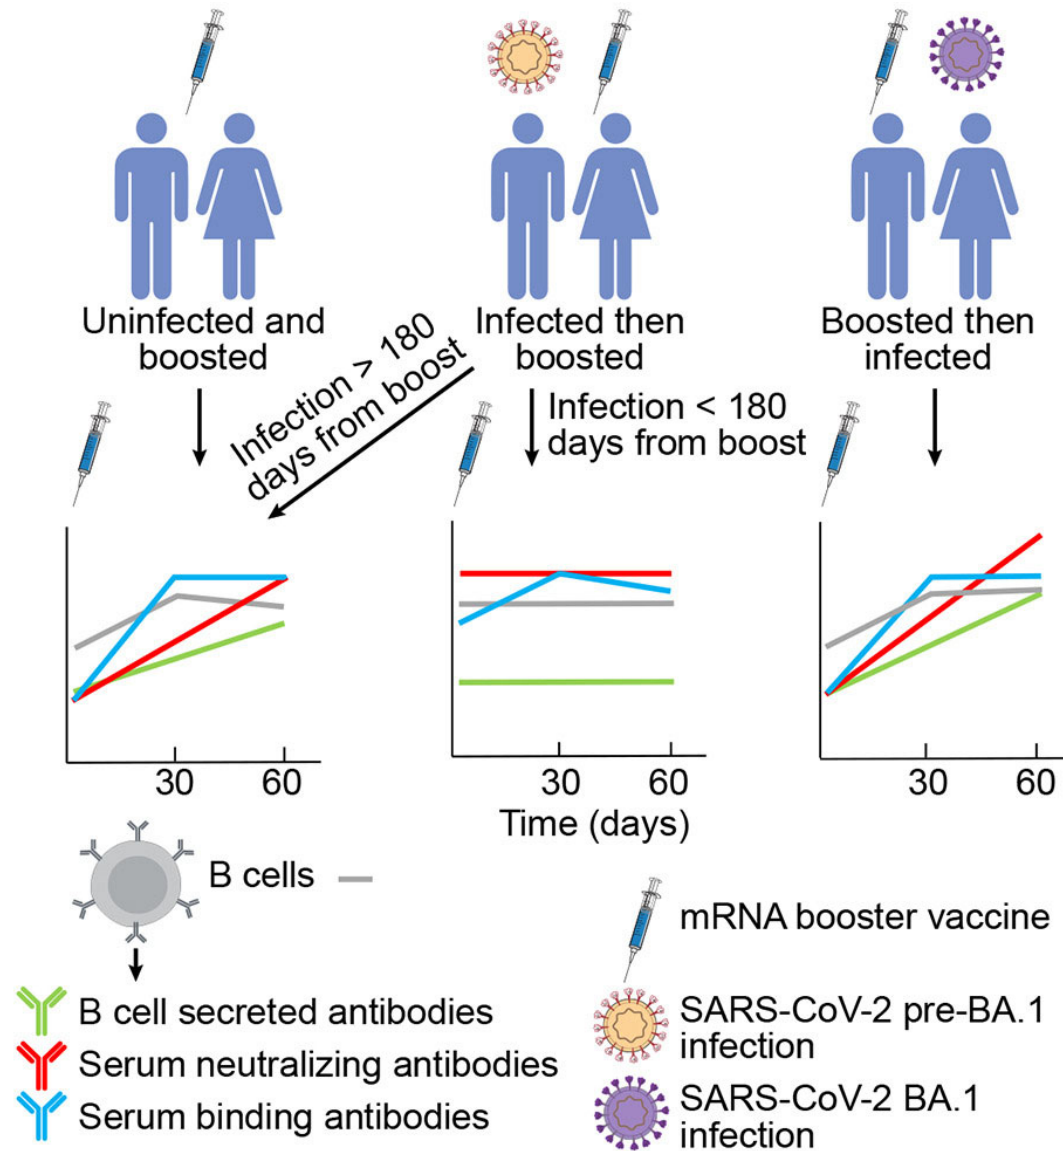 Uninfected and
boosted
Infected then
boosted
Boosted then
infected
Infection > 180
days from boost
Infection < 180
days from boost
30
60
30
60
30
60
Time (days)
B cells
B cell secreted antibodies
Serum neutralizing antibodies
Serum binding antibodies
mRNA booster vaccine
SARS-CoV-2 pre-BA.1
infection
SARS-CoV-2 BA.1
infection